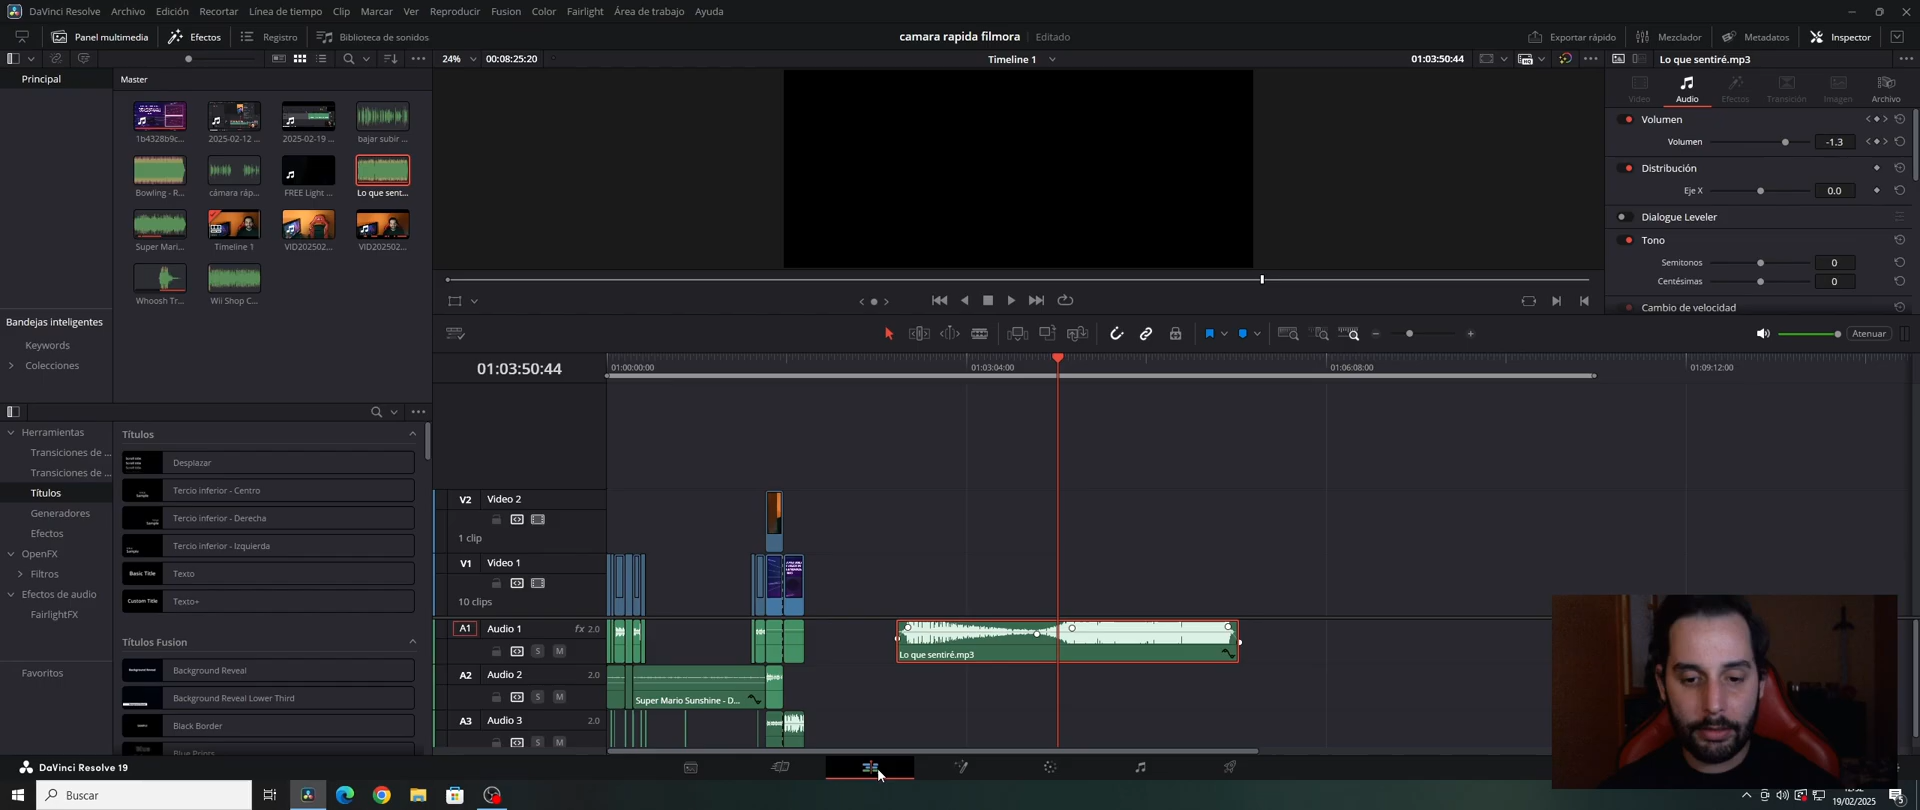 DaVinci Resolve Archivo Edición Recortar Línea de tiempo Clip Marcar Ver Reproducir Fusion Color Fairlight Área de trabajo Ayuda
Panel multimedia Efectos Registro Biblioteca de sonidos camara rapida filmora Editado Exportar rápido Mezclador Metadatos Inspector
24% 00:08:25:20 Timeline 1 01:03:50:44 Lo que sentiré.mp3
Principal Master
Video Audio Efectos Transición Imagen Archivo
1b4328b9c... 2025-02-12 ... 2025-02-19 ... bajar subir ...
Bowling - R... cámara ráp... FREE Light ... Lo que sent...
Super Mari... Timeline 1 VID202502... VID202502...
Whoosh Tr... Wii Shop C...
Volumen
Volumen -1.3
Distribución
Eje X 0.0
Dialogue Leveler
Tono
Semitonos 0
Centésimas 0
Cambio de velocidad
Bandejas inteligentes
Keywords
Colecciones
Atenuar
01:03:50:44 01:00:00:00 01:03:04:00 01:06:08:00 01:09:12:00
Herramientas
Transiciones de ...
Transiciones de ...
Títulos
Generadores
Efectos
OpenFX
Filtros
Efectos de audio
FairlightFX
Favoritos
Títulos
Desplazar
Tercio inferior - Centro
Tercio inferior - Derecha
Tercio inferior - Izquierda
Basic Title Texto
Custom Title Texto+
Títulos Fusion
Background Reveal
Background Reveal Lower Third
Black Border
V2 Video 2
1 clip
V1 Video 1
10 clips
A1 Audio 1 fx 2.0
S M
Lo que sentiré.mp3
A2 Audio 2 2.0
S M
Super Mario Sunshine - D...
A3 Audio 3 2.0
S M
DaVinci Resolve 19
Buscar
19/02/2025
5